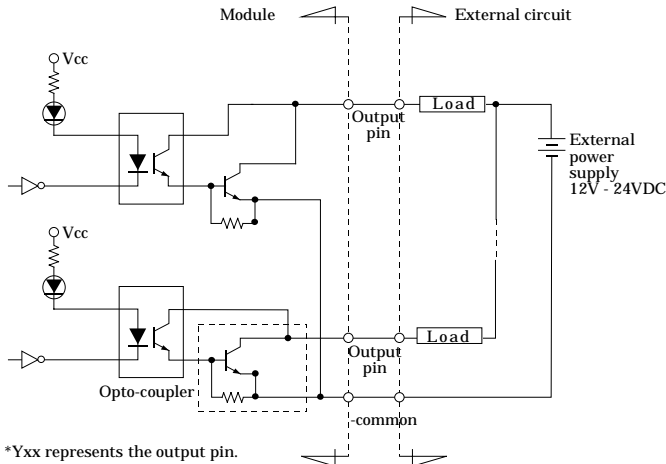 Module
External circuit
Vcc
Load
Output
pin
External
power
supply
12V - 24VDC
Vcc
Load
Output
pin
Opto-coupler
-common
*Yxx represents the output pin.